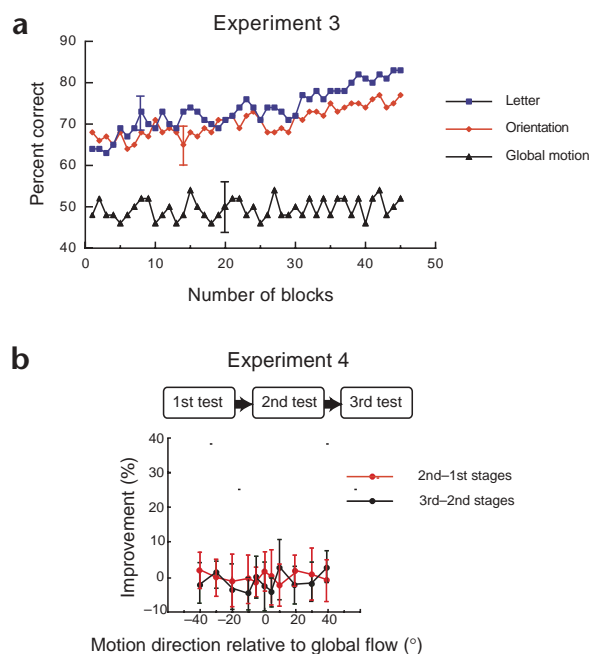 a
Experiment 3
90
80
70
60
50
40
Percent correct
0
10
20
30
40
50
Number of blocks
Letter
Orientation
Global motion
b
Experiment 4
1st test
2nd test
3rd test
40
30
20
10
0
−10
Improvement (%)
−40
−20
0
20
40
Motion direction relative to global flow (°)
2nd–1st stages
3rd–2nd stages